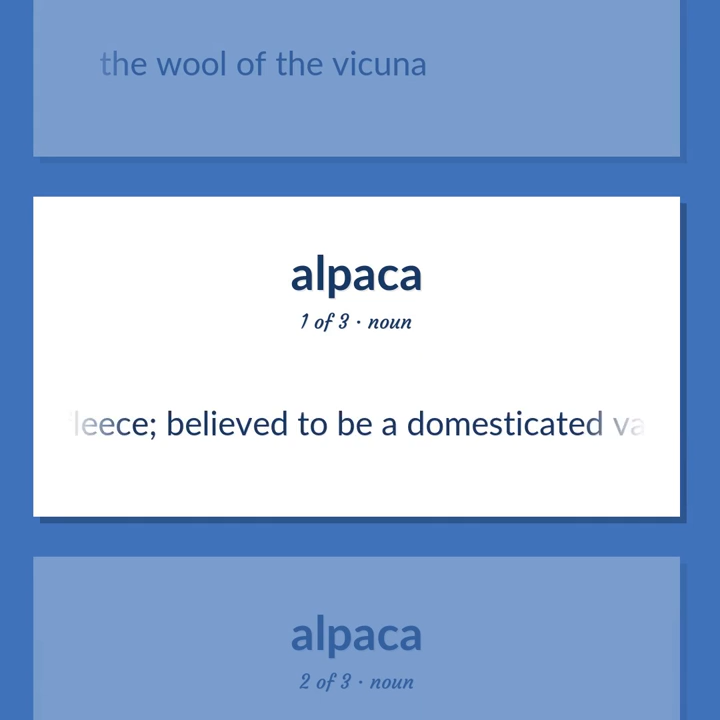 the wool of the vicuna
alpaca
1 of 3 · noun
leece; believed to be a domesticated va
alpaca
2 of 3 · noun